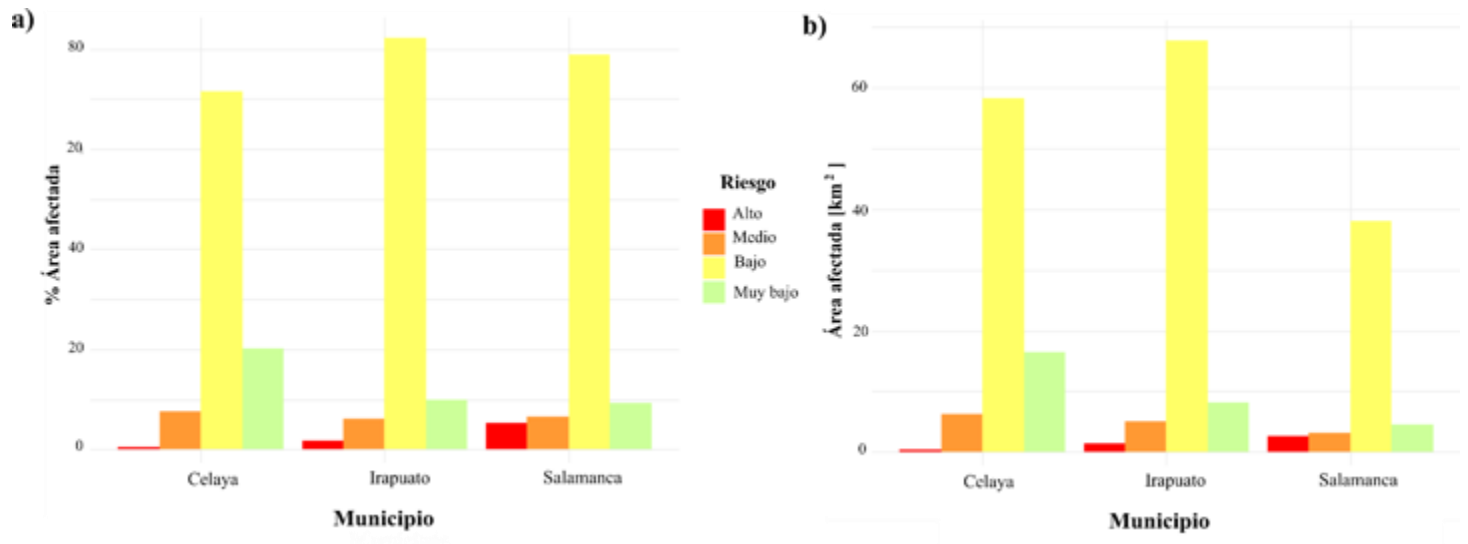 a)
80
20
40
20
0
% Área afectada
Celaya
Irapuato
Salamanca
Municipio
Riesgo
Alto
Medio
Bajo
Muy bajo
b)
60
40
20
0
Área afectada [km²]
Celaya
Irapuato
Salamanca
Municipio